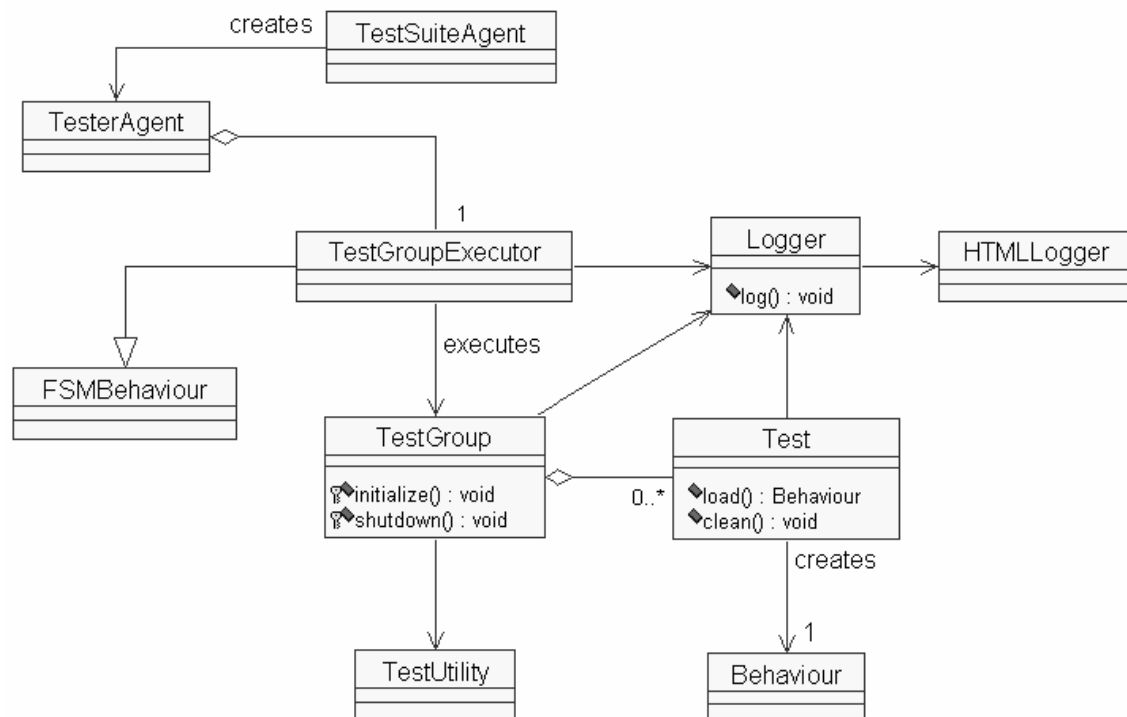 creates
TestSuiteAgent
TesterAgent
1
TestGroupExecutor
Logger
log() : void
HTMLLogger
executes
FSMBehaviour
TestGroup
initialize() : void
shutdown() : void
0..*
Test
load() : Behaviour
clean() : void
creates
1
TestUtility
Behaviour